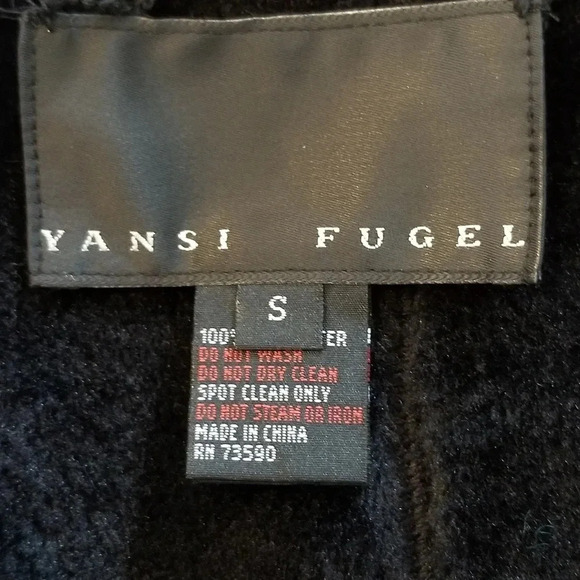 YANSI FUGEL
S
100% ER
DO NOT WASH
DO NOT DRY CLEAN
SPOT CLEAN ONLY
DO NOT STEAM OR IRON
MADE IN CHINA
RN 73590